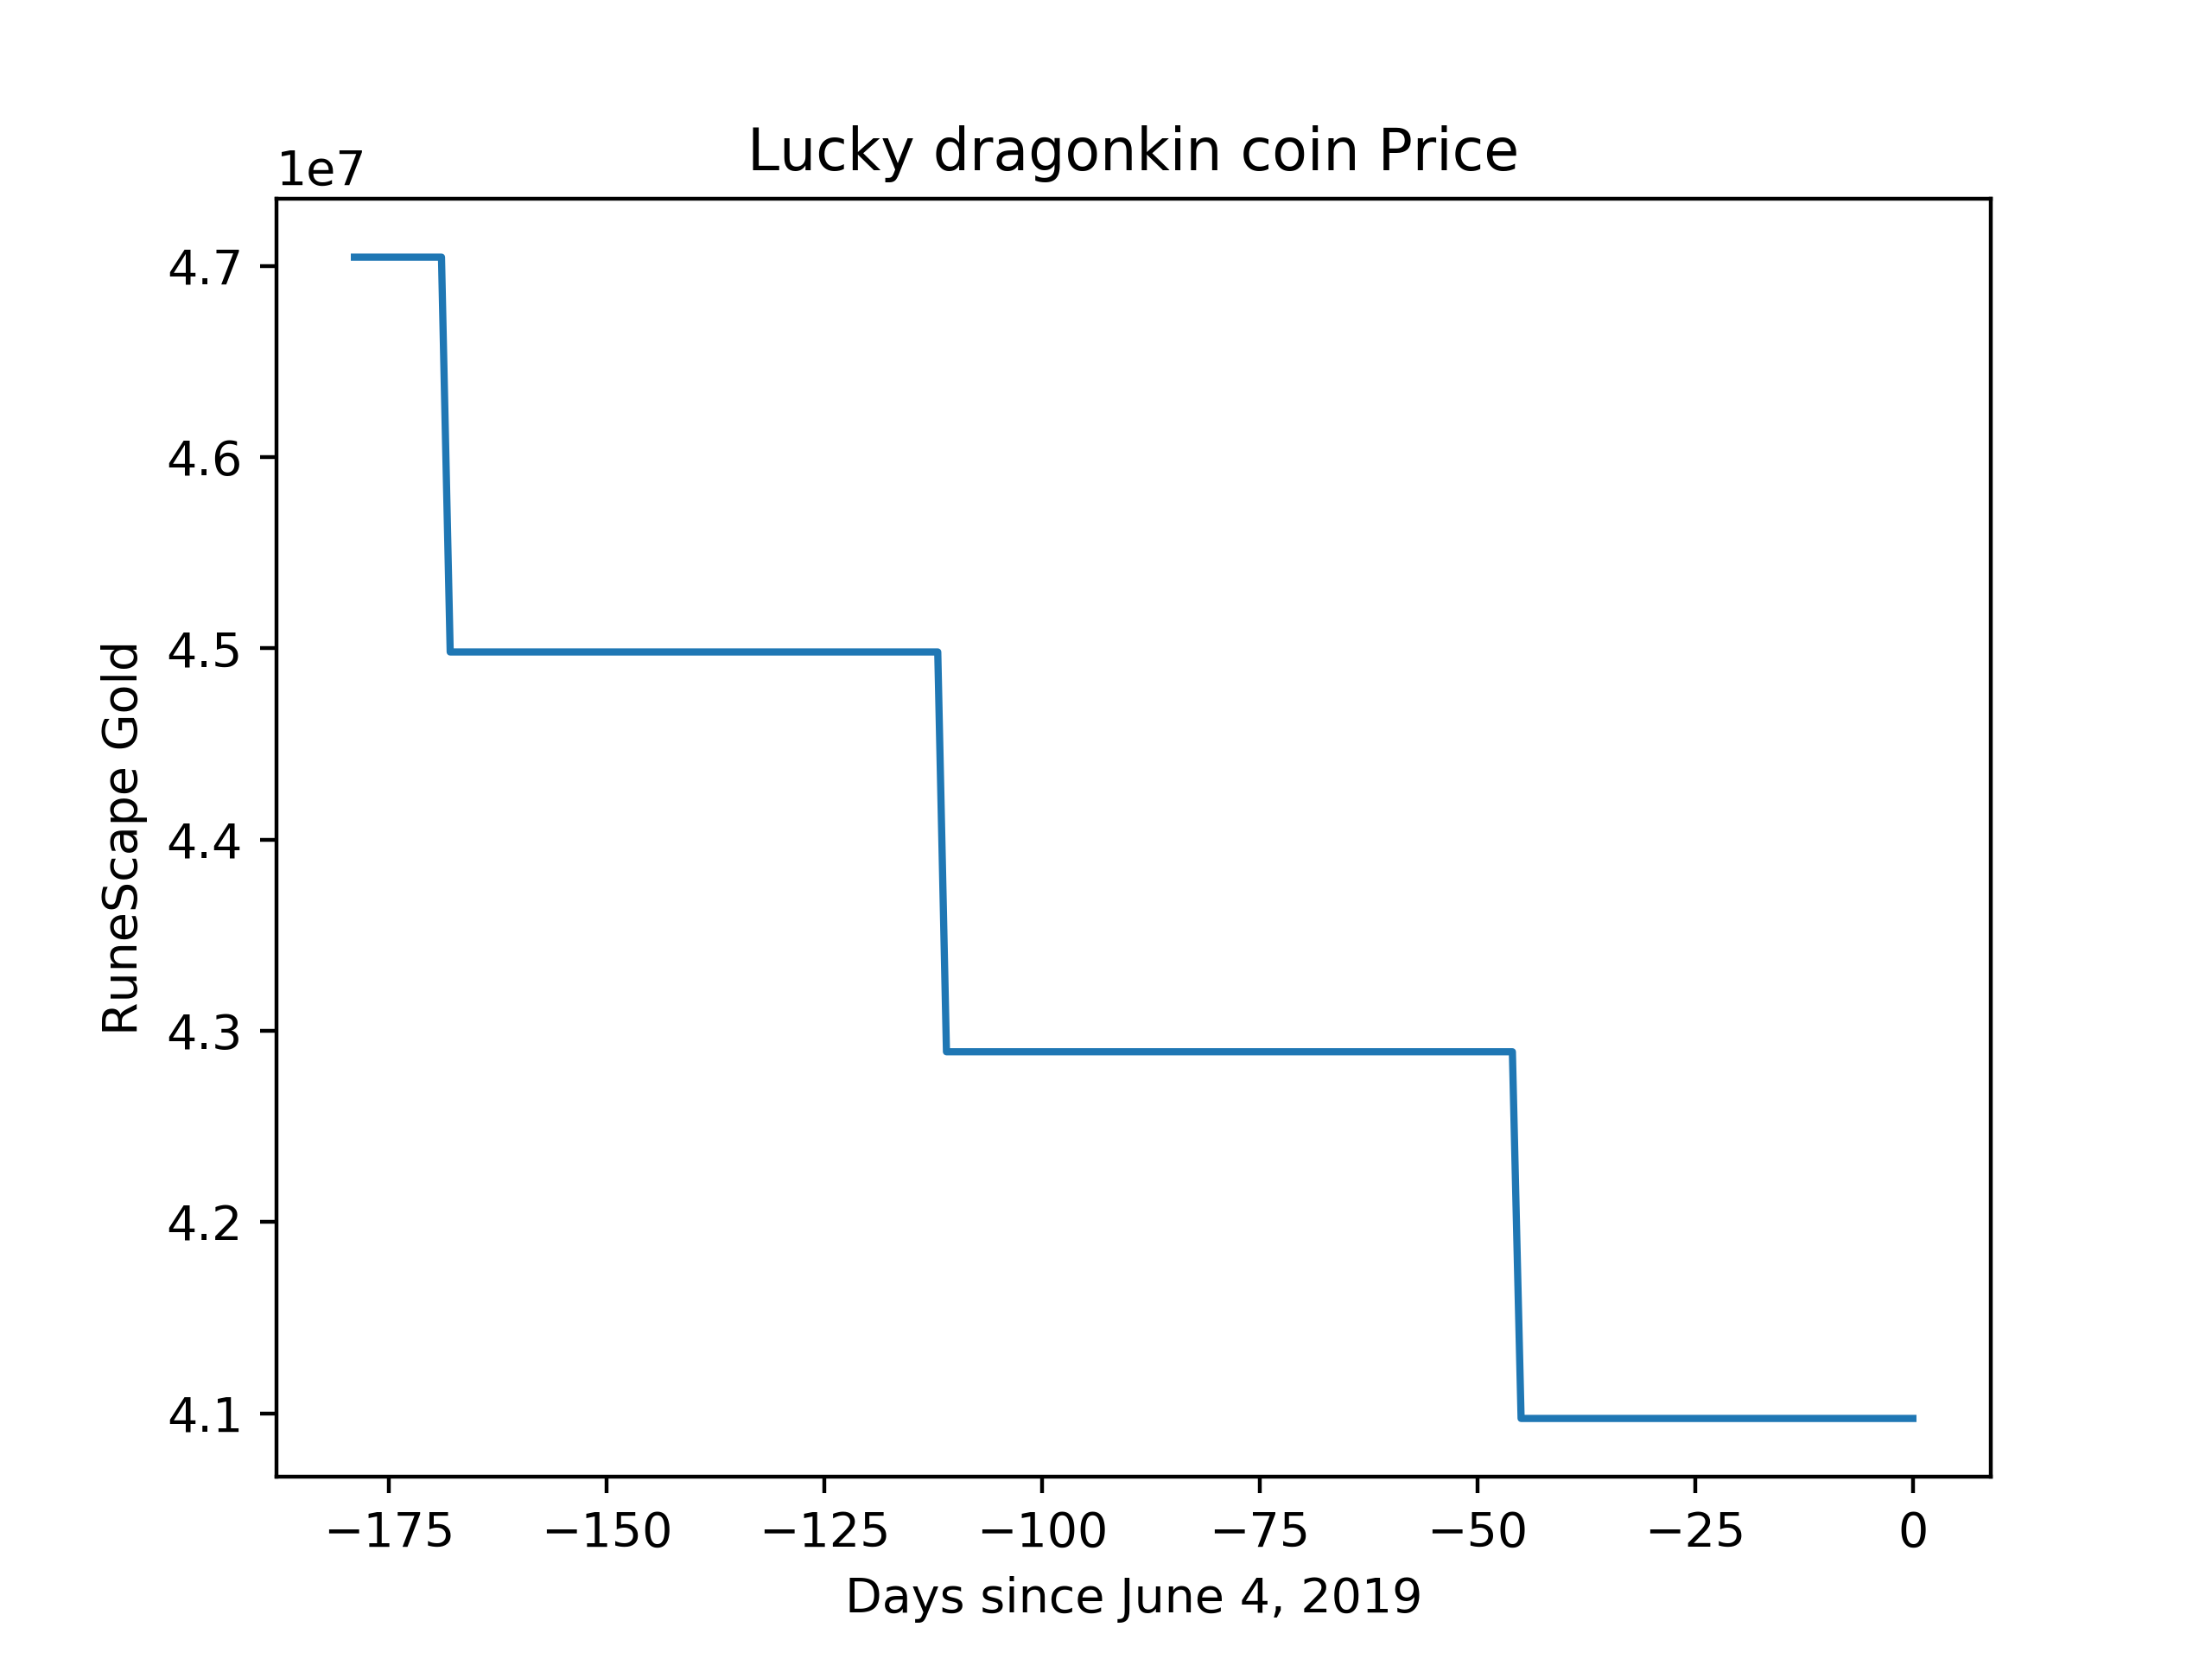 Lucky dragonkin coin Price
1e7
4.7
4.6
4.5
4.4
4.3
4.2
4.1
RuneScape Gold
−175 −150 −125 −100 −75 −50 −25 0
Days since June 4, 2019